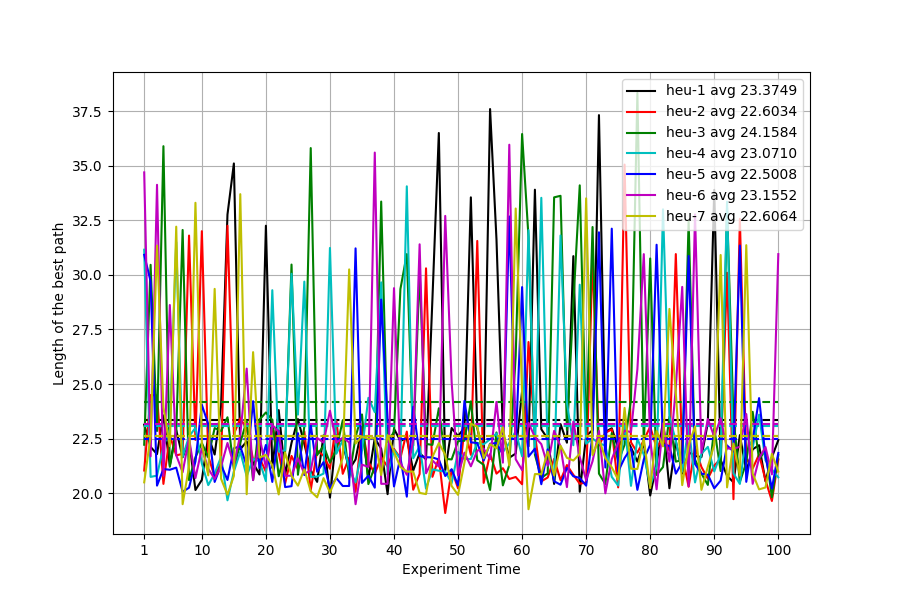 37.5
35.0
32.5
30.0
27.5
25.0
22.5
20.0
Length of the best path
heu-1 avg 23.3749
heu-2 avg 22.6034
heu-3 avg 24.1584
heu-4 avg 23.0710
heu-5 avg 22.5008
heu-6 avg 23.1552
heu-7 avg 22.6064
1 10 20 30 40 50 60 70 80 90 100
Experiment Time